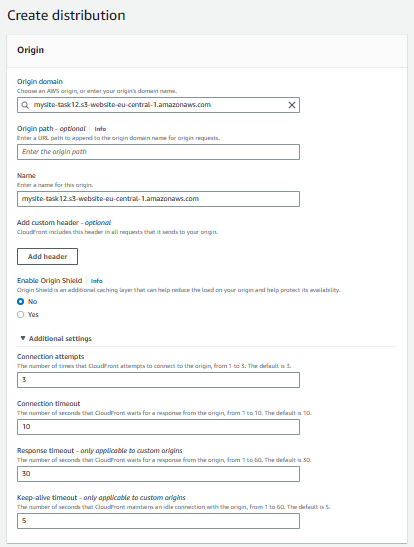 Create distribution
Origin
Origin domain
Choose an AWS origin, or enter your origin's domain name.
mysite-task12.s3-website-eu-central-1.amazonaws.com
Origin path - optional Info
Enter a URL path to append to the origin domain name for origin requests.
Enter the origin path
Name
Enter a name for this origin.
mysite-task12.s3-website-eu-central-1.amazonaws.com
Add custom header - optional
CloudFront includes this header in all requests that it sends to your origin.
Add header
Enable Origin Shield Info
Origin Shield is an additional caching layer that can help reduce the load on your origin and help protect its availability.
No
Yes
Additional settings
Connection attempts
The number of times that CloudFront attempts to connect to the origin, from 1 to 3. The default is 3.
3
Connection timeout
The number of seconds that CloudFront waits for a response from the origin, from 1 to 10. The default is 10.
10
Response timeout - only applicable to custom origins
The number of seconds that CloudFront waits for a response from the origin, from 1 to 60. The default is 30.
30
Keep-alive timeout - only applicable to custom origins
The number of seconds that CloudFront maintains an idle connection with the origin, from 1 to 60. The default is 5.
5